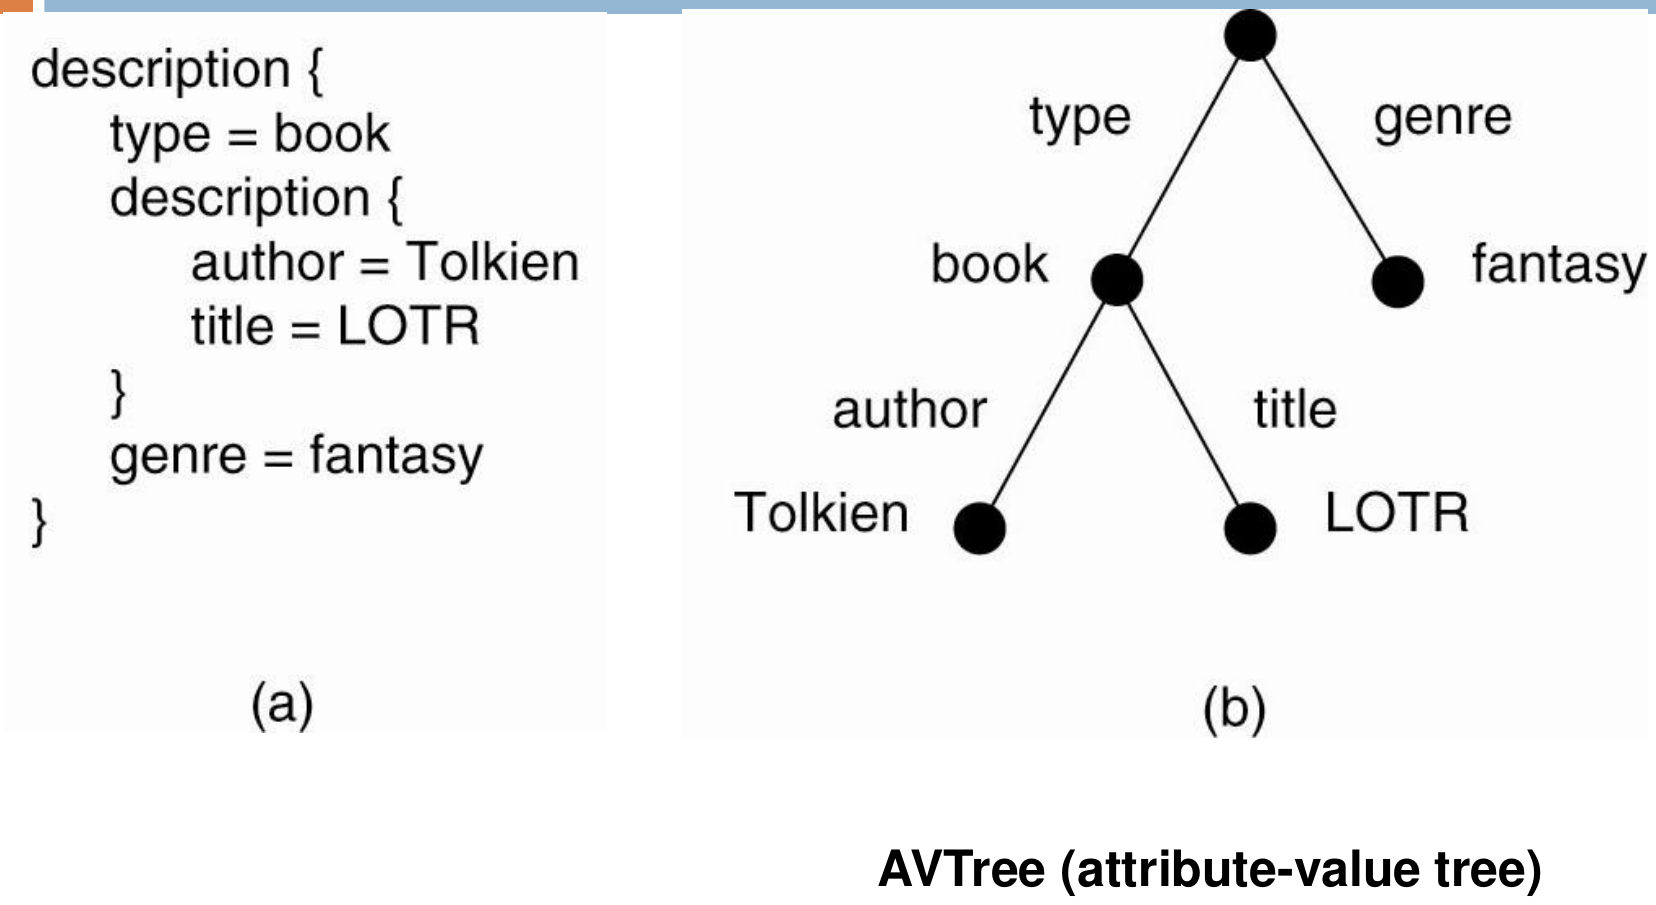 description {
type = book
description {
author = Tolkien
title = LOTR
}
genre = fantasy
}
(a)
type
genre
book
fantasy
author
title
Tolkien
LOTR
(b)
AVTree (attribute-value tree)